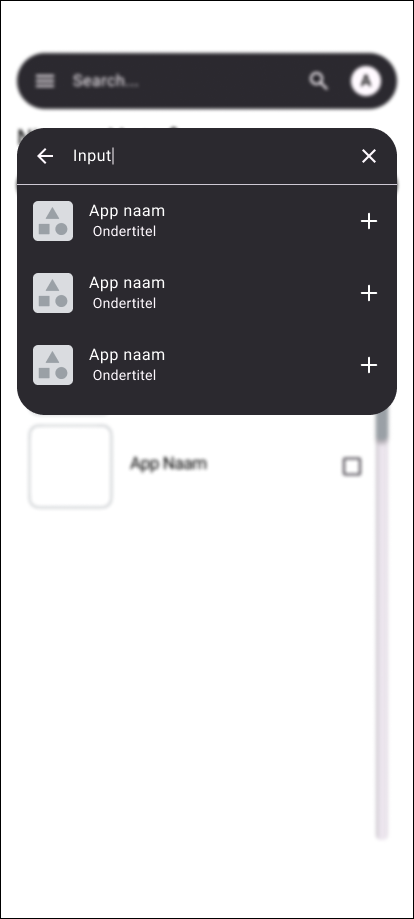 Search...
A
Input
App naam
Ondertitel
App naam
Ondertitel
App naam
Ondertitel
App Naam